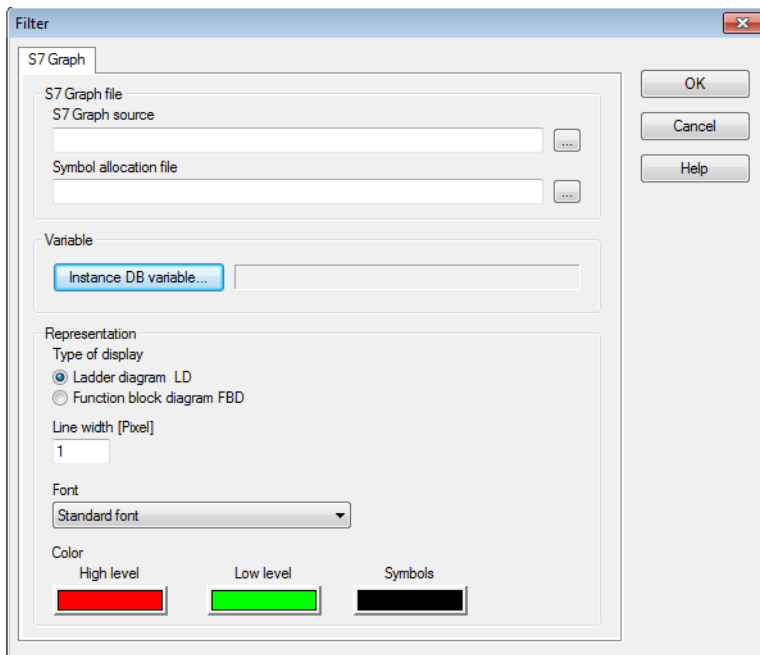 Filter
S7 Graph
S7 Graph file
S7 Graph source
...
Symbol allocation file
...
Variable
Instance DB variable...
Representation
Type of display
Ladder diagram LD
Function block diagram FBD
Line width [Pixel]
1
Font
Standard font
Color
High level
Low level
Symbols
OK
Cancel
Help